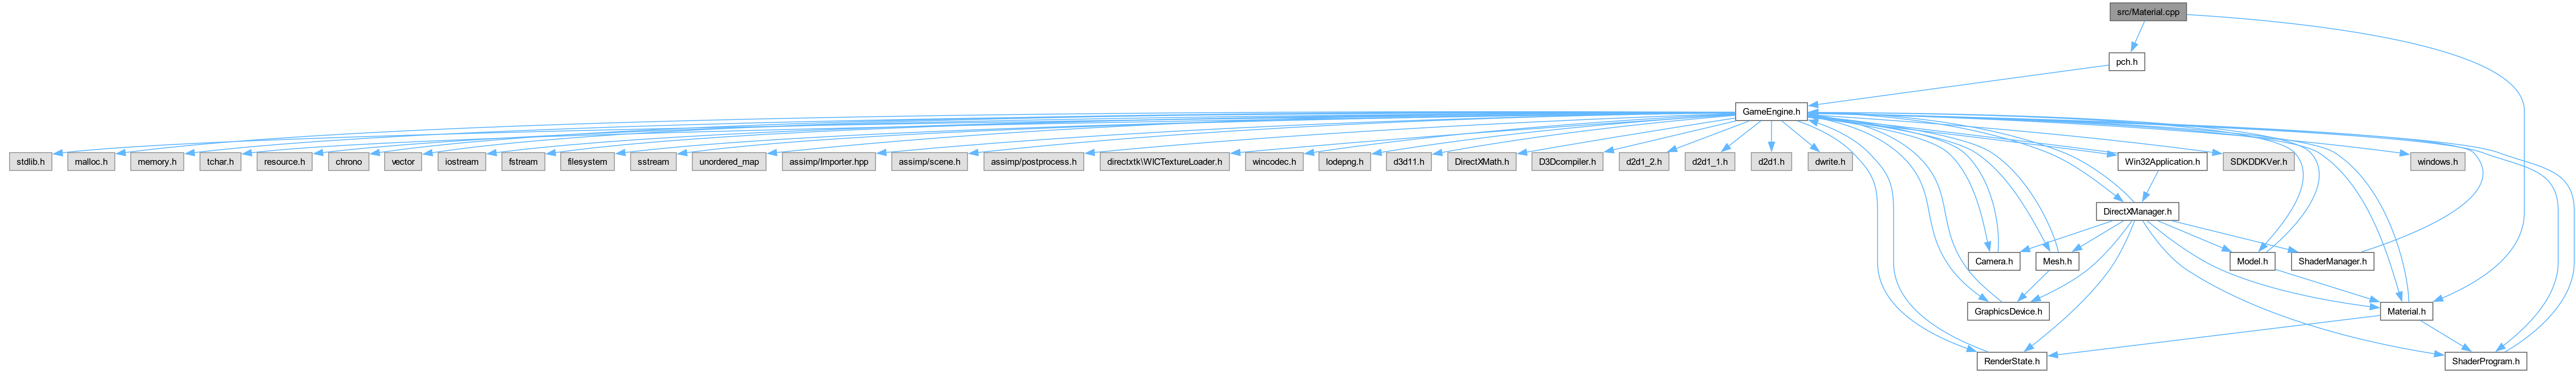 src/Material.cpp
pch.h
GameEngine.h
stdlib.h
malloc.h
memory.h
tchar.h
resource.h
chrono
vector
iostream
fstream
filesystem
sstream
unordered_map
assimp/Importer.hpp
assimp/scene.h
assimp/postprocess.h
directxtk\WICTextureLoader.h
wincodec.h
lodepng.h
d3d11.h
DirectXMath.h
D3Dcompiler.h
d2d1_2.h
d2d1_1.h
d2d1.h
dwrite.h
Win32Application.h
SDKDDKVer.h
windows.h
DirectXManager.h
Camera.h
Mesh.h
Model.h
ShaderManager.h
GraphicsDevice.h
Material.h
RenderState.h
ShaderProgram.h